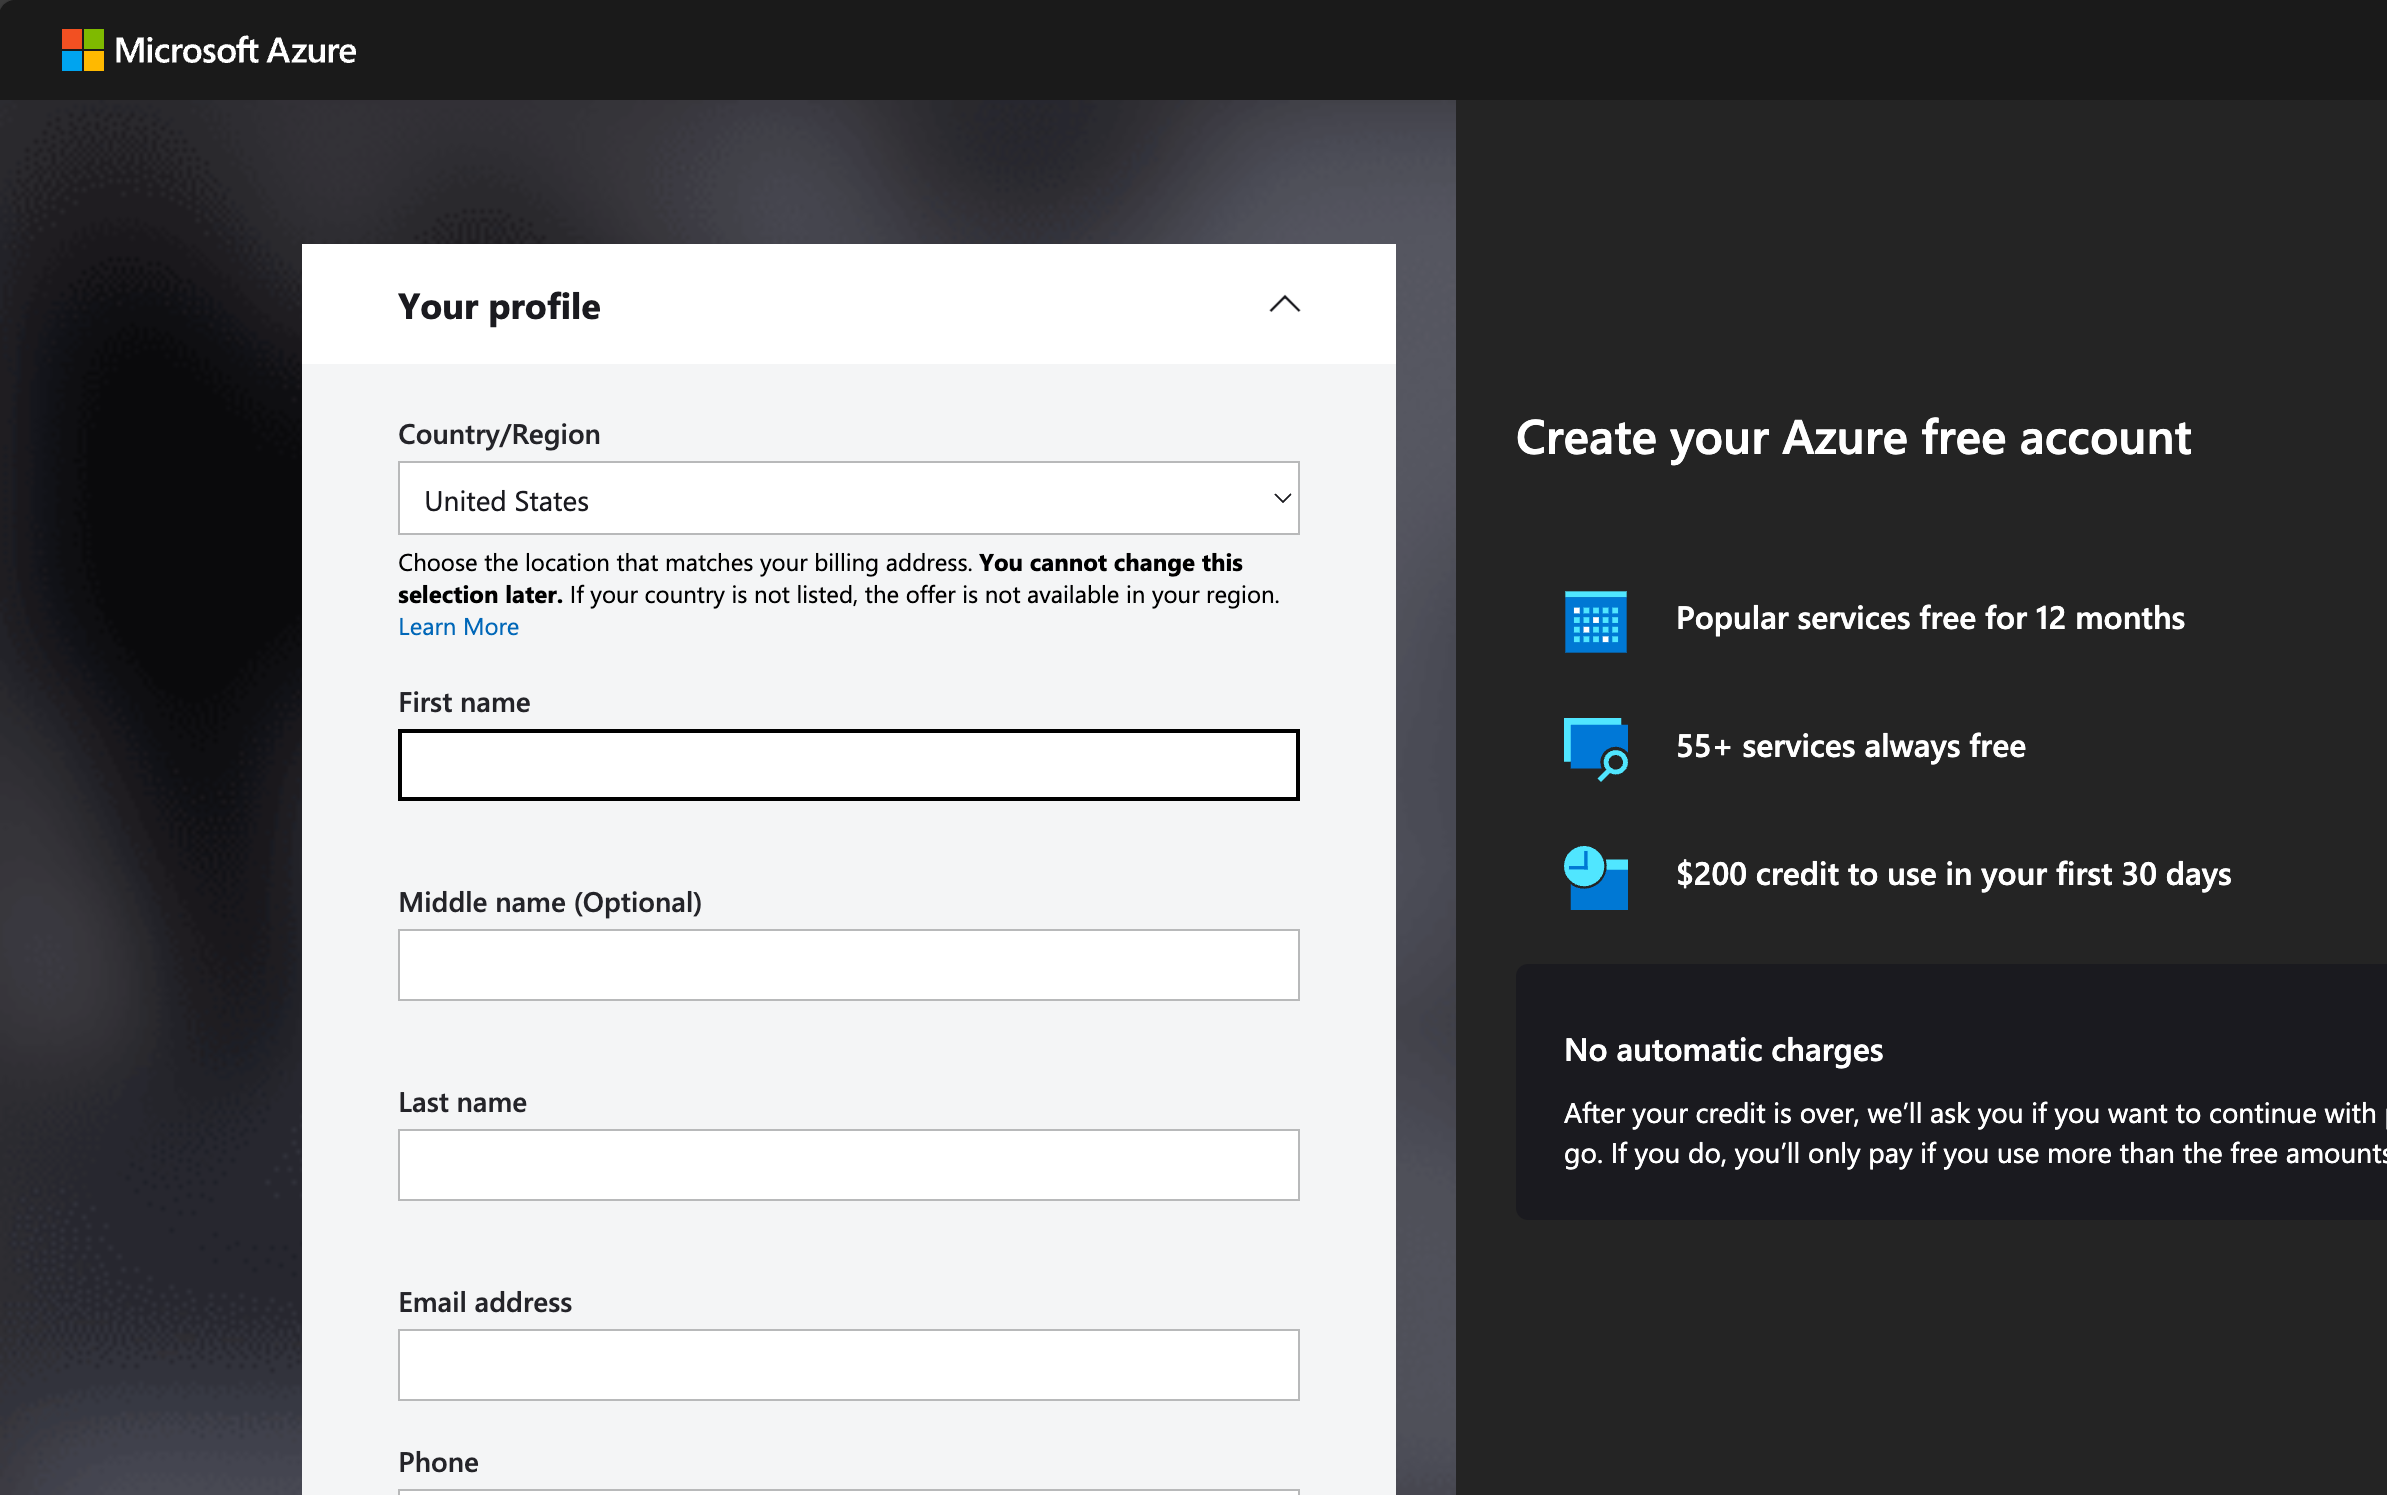 Microsoft Azure
Your profile
Country/Region
United States
Choose the location that matches your billing address. You cannot change this
selection later. If your country is not listed, the offer is not available in your region.
Learn More
First name
Middle name (Optional)
Last name
Email address
Phone
Create your Azure free account
Popular services free for 12 months
55+ services always free
$200 credit to use in your first 30 days
No automatic charges
After your credit is over, we’ll ask you if you want to continue with
go. If you do, you’ll only pay if you use more than the free amounts